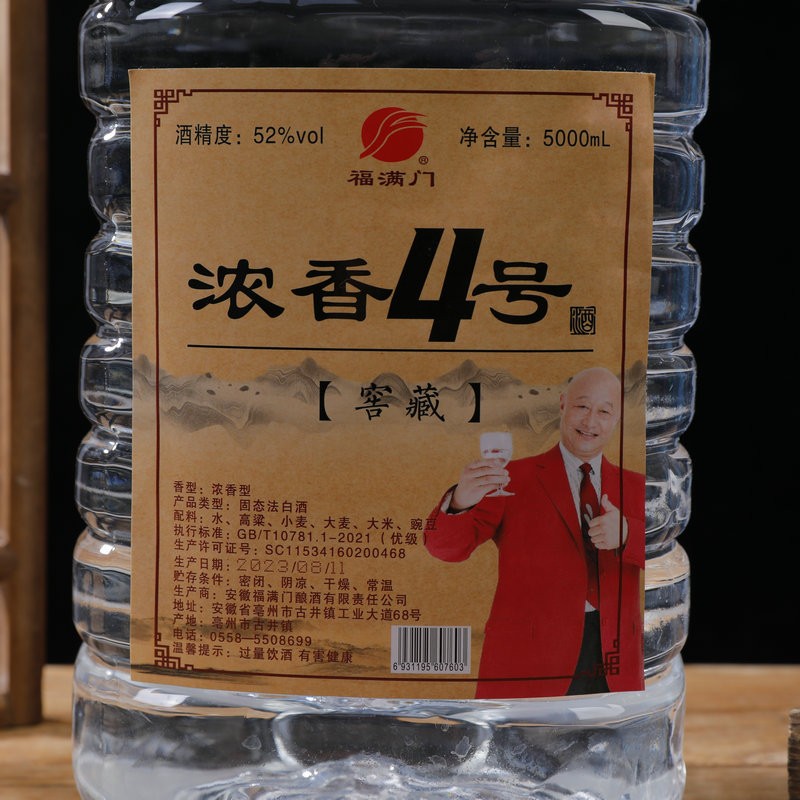 酒精度：52%vol
®
福满门
净含量：5000mL
浓香4号
酒
【窖藏】
香型：浓香型
产品类型：固态法白酒
配料：水、高粱、小麦、大麦、大米、豌豆
执行标准：GB/T10781.1-2021（优级）
生产许可证号：SC11534160200468
生产日期：2023/08/11
贮存条件：密闭、阴凉、干燥、常温
生产商：安徽福满门酿酒有限责任公司
地址：安徽省亳州市古井镇工业大道68号
产地：亳州市古井镇
电话：0558-5508699
温馨提示：过量饮酒 有害健康
6 931195 607603